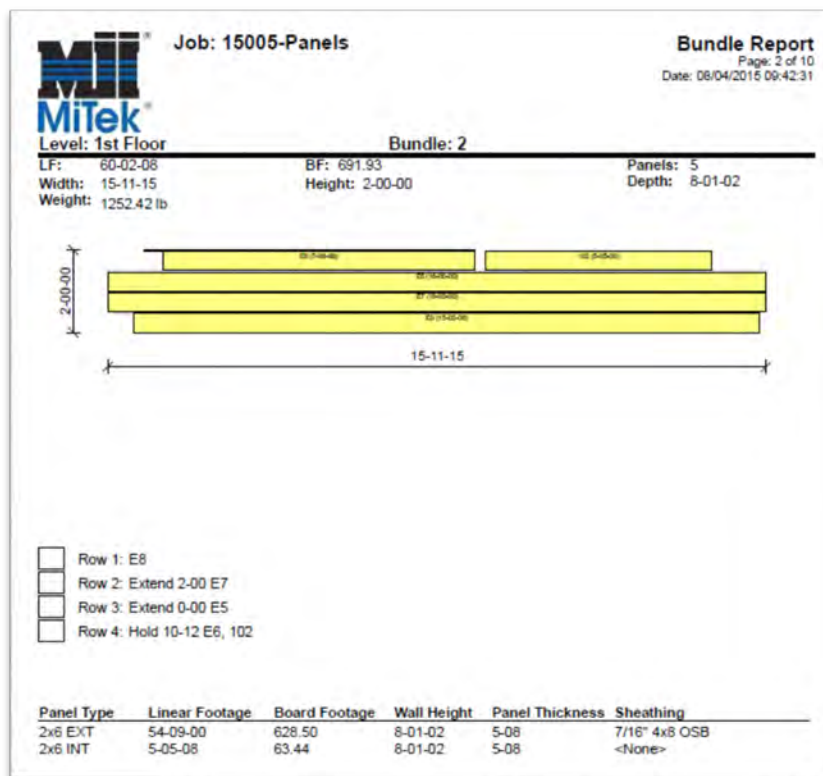 Job: 15005-Panels
Bundle Report
Page: 2 of 10
Date: 08/04/2015 09:42:31
MiTek
Level: 1st Floor Bundle: 2
LF: 60-02-08 BF: 691.93 Panels: 5
Width: 15-11-15 Height: 2-00-00 Depth: 8-01-02
Weight: 1252.42 lb
2-00-00
15-11-15
Row 1: E8
Row 2: Extend 2-00 E7
Row 3: Extend 0-00 E5
Row 4: Hold 10-12 E6, 102
Panel Type Linear Footage Board Footage Wall Height Panel Thickness Sheathing
2x6 EXT 54-09-00 628.50 8-01-02 5-08 7/16" 4x8 OSB
2x6 INT 5-05-08 63.44 8-01-02 5-08 <None>